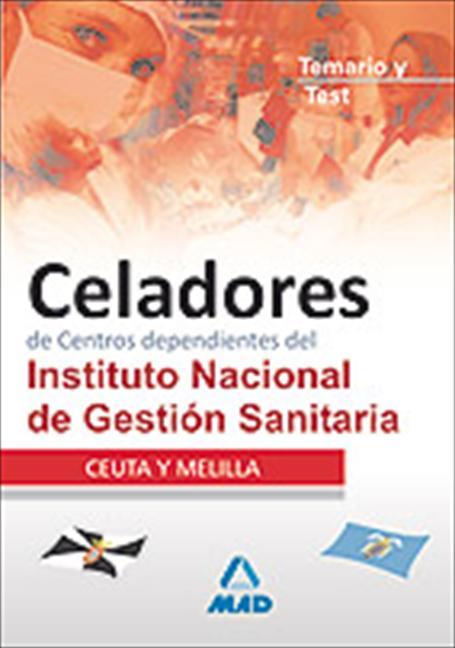 Temario y
Test
Celadores
de Centros dependientes del
Instituto Nacional
de Gestión Sanitaria
CEUTA Y MELILLA
MAD